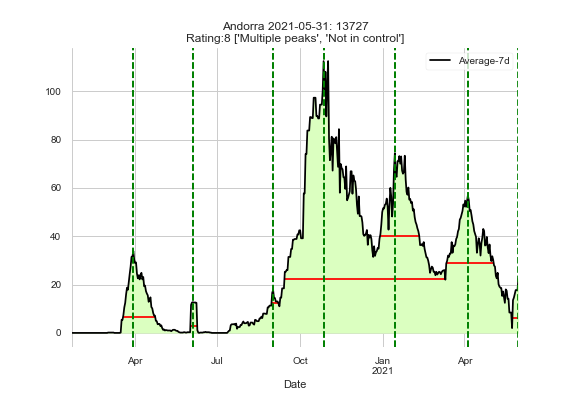 Andorra 2021-05-31: 13727
Rating:8 ['Multiple peaks', 'Not in control']
Average-7d
100
80
60
40
20
0
Apr
Jul
Oct
Jan
2021
Apr
Date